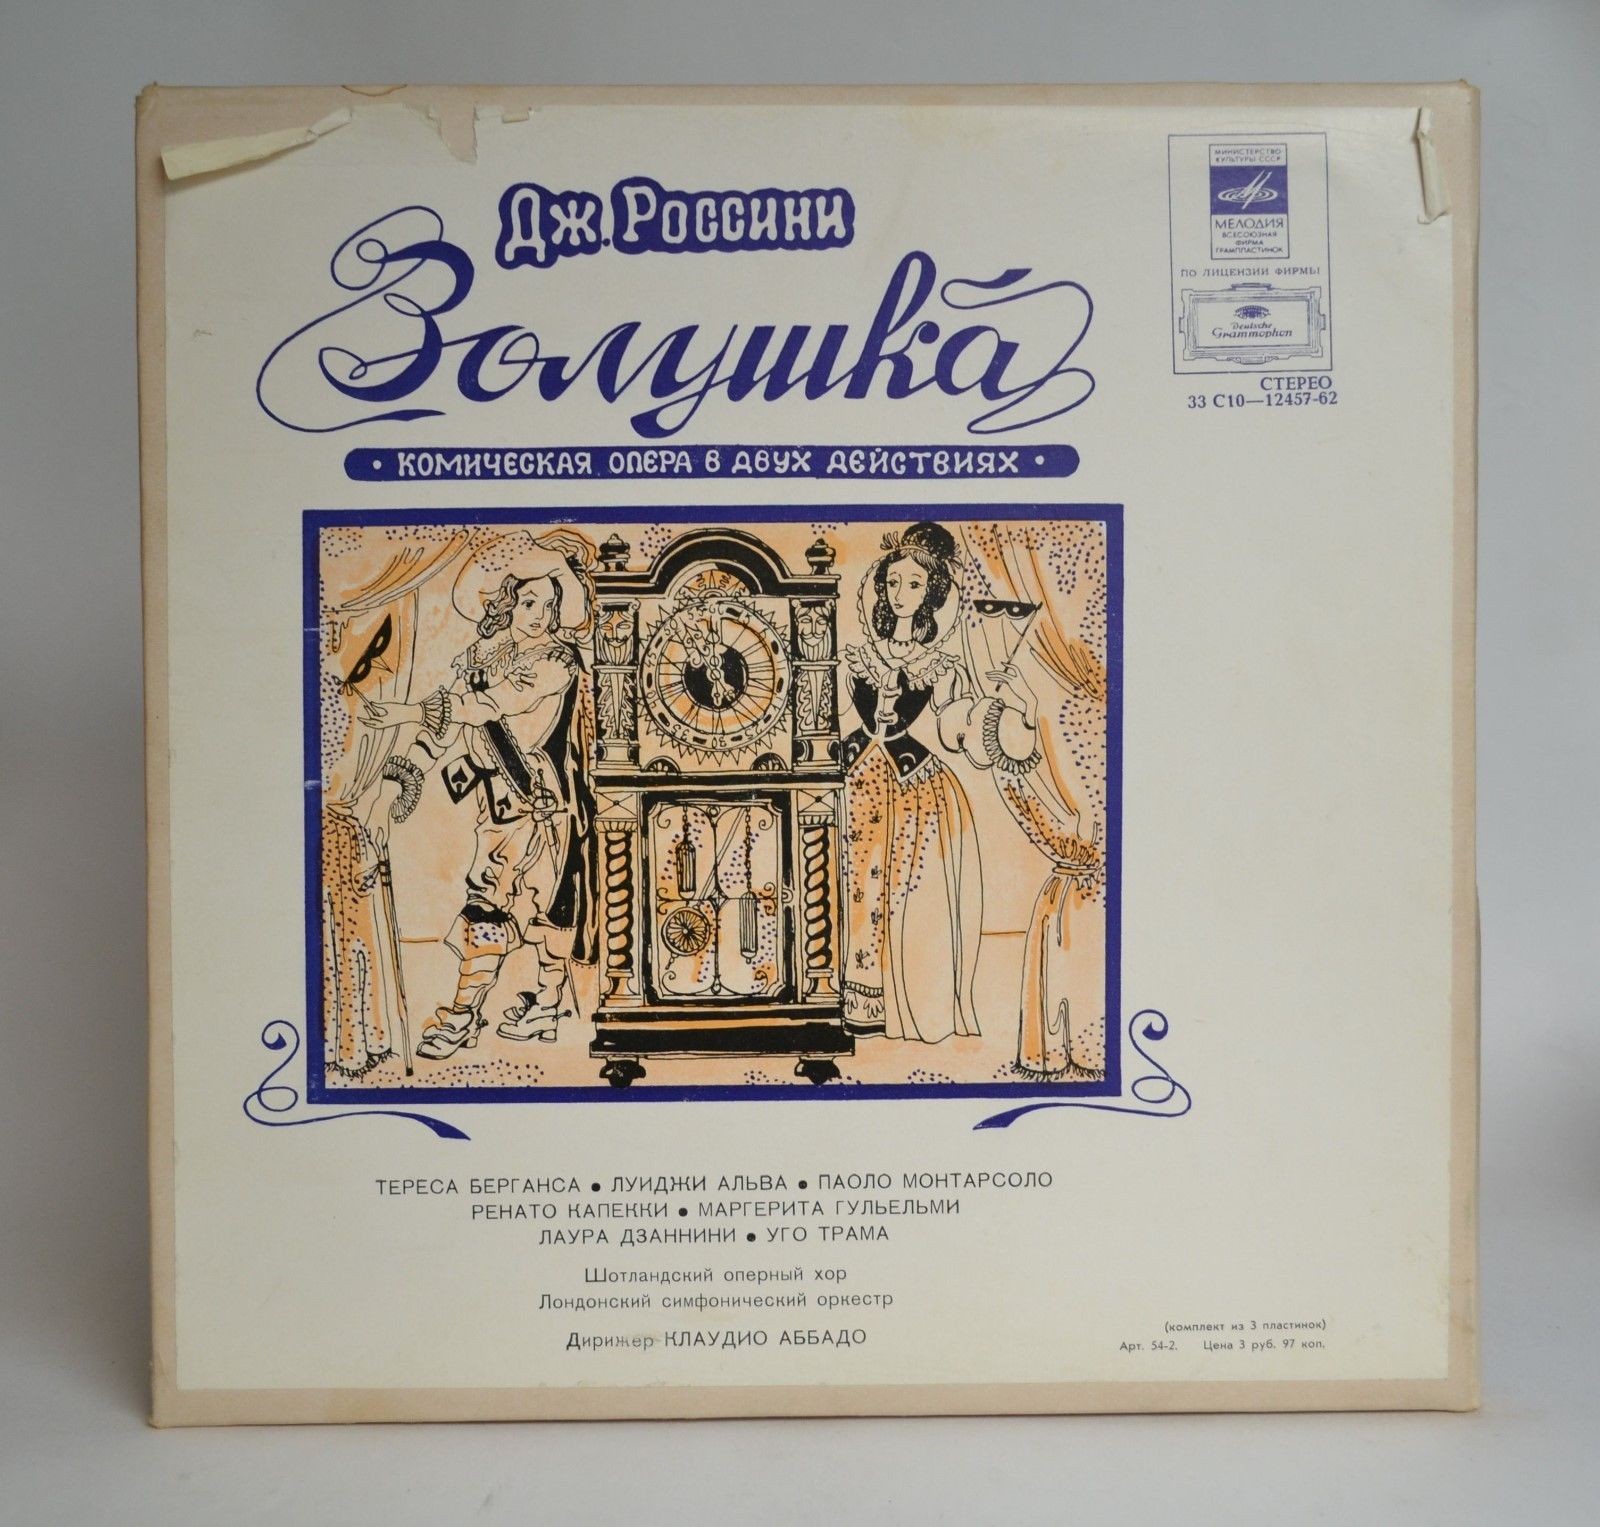 Дж. Россини
Золушка
• КОМИЧЕСКАЯ ОПЕРА В ДВУХ ДЕЙСТВИЯХ •
МИНИСТЕРСТВО
КУЛЬТУРЫ СССР
МЕЛОДИЯ
ВСЕСОЮЗНАЯ
ФИРМА
ГРАМПЛАСТИНОК
ПО ЛИЦЕНЗИИ ФИРМЫ
Deutsche
Grammophon
СТЕРЕО
33 С10—12457-62
ТЕРЕСА БЕРГАНСА • ЛУИДЖИ АЛЬВА • ПАОЛО МОНТАРСОЛО
РЕНАТО КАПЕККИ • МАРГЕРИТА ГУЛЬЕЛЬМИ
ЛАУРА ДЗАННИНИ • УГО ТРАМА
Шотландский оперный хор
Лондонский симфонический оркестр
Дирижер КЛАУДИО АББАДО
(комплект из 3 пластинок)
Арт. 54-2. Цена 3 руб. 97 коп.